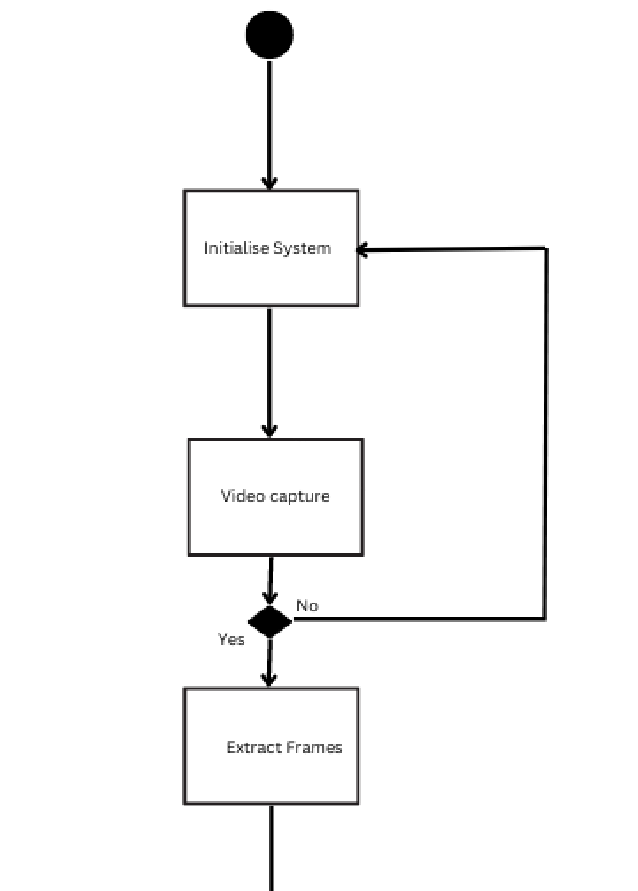 Initialise System
Video capture
No
Yes
Extract Frames